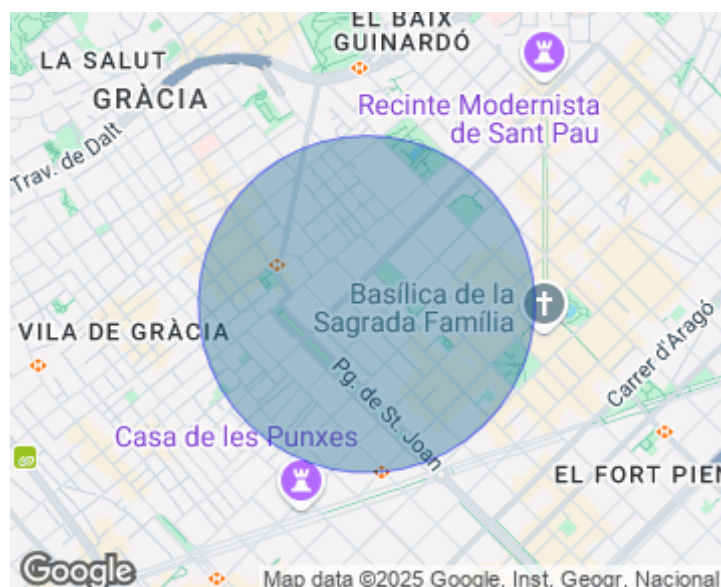 EL BAIX
GUINARDÓ
LA SALUT
GRÀCIA
Recinte Modernista
de Sant Pau
Trav. de Dalt
Basílica de la
Sagrada Família
VILA DE GRÀCIA
Carrer d'Aragó
Pg. de St. Joan
Casa de les Punxes
EL FORT PIEN
Google
Map data ©2025 Google, Inst. Geogr. Nacional